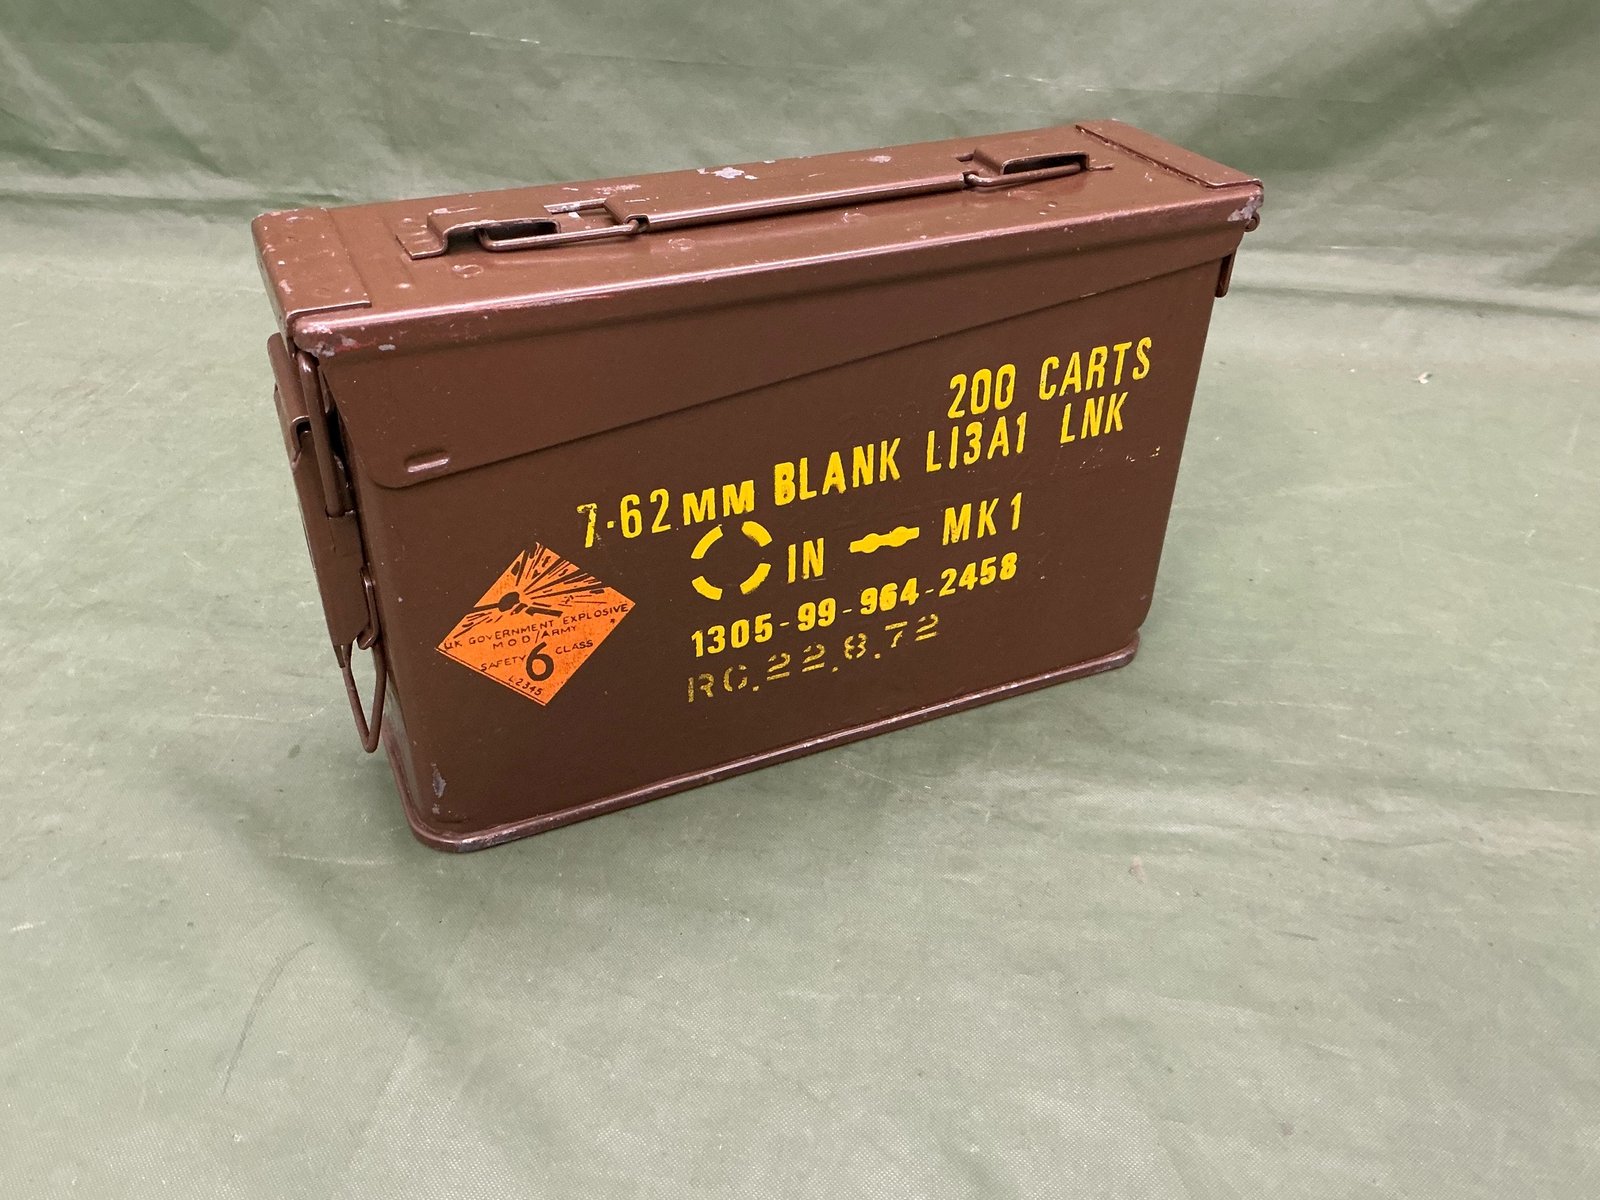 200 CARTS
7.62MM BLANK L13A1 LNK
IN MK1
1305-99-964-2458
RG.22.8.72
UK GOVERNMENT EXPLOSIVE
MOD/ARMY
SAFETY 6 CLASS
L2345